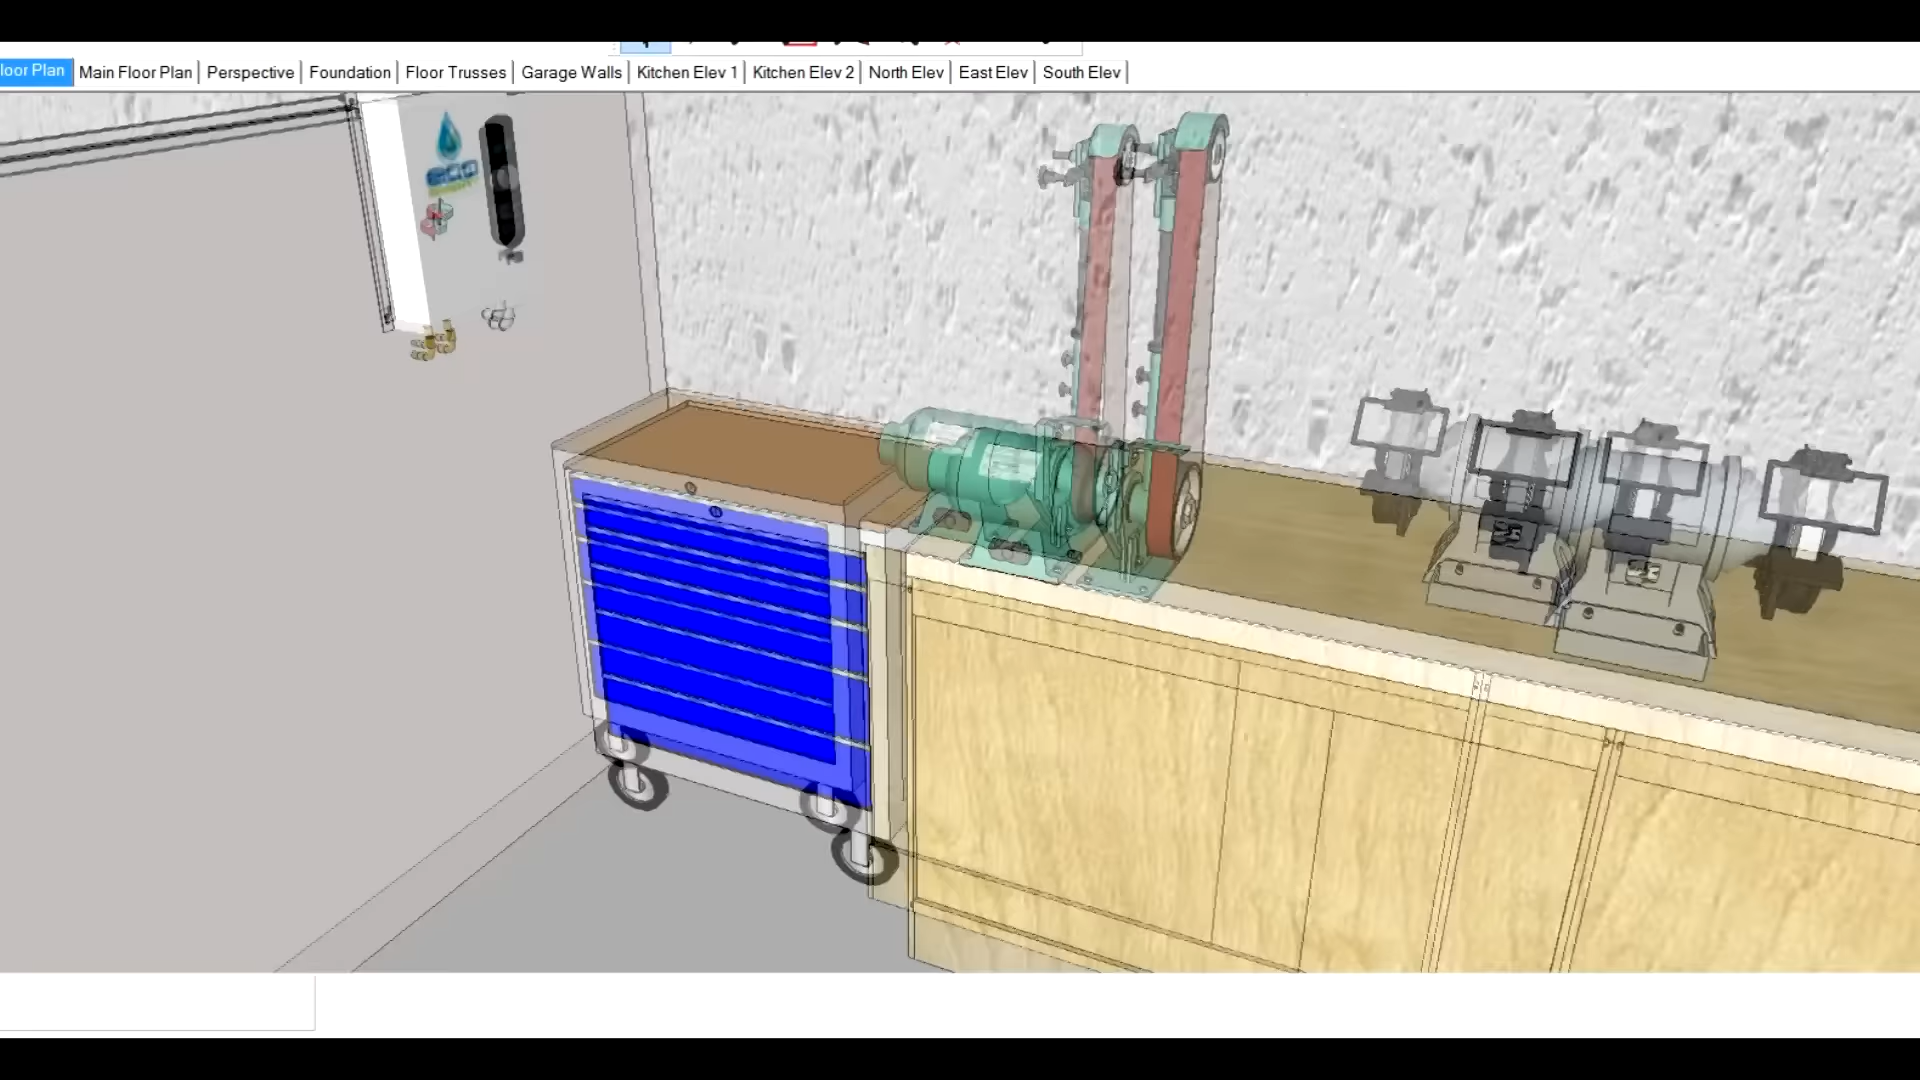 loor Plan Main Floor Plan Perspective Foundation Floor Trusses Garage Walls Kitchen Elev 1 Kitchen Elev 2 North Elev East Elev South Elev
eco